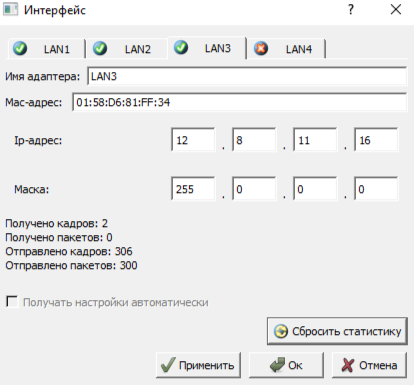 Интерфейс ? X
LAN1 LAN2 LAN3 LAN4
Имя адаптера: LAN3
Mac-адрес: 01:58:D6:81:FF:34
Ip-адрес: 12 . 8 . 11 . 16
Маска: 255 . 0 . 0 . 0
Получено кадров: 2
Получено пакетов: 0
Отправлено кадров: 306
Отправлено пакетов: 300
Получать настройки автоматически
Сбросить статистику
Применить Ок Отмена